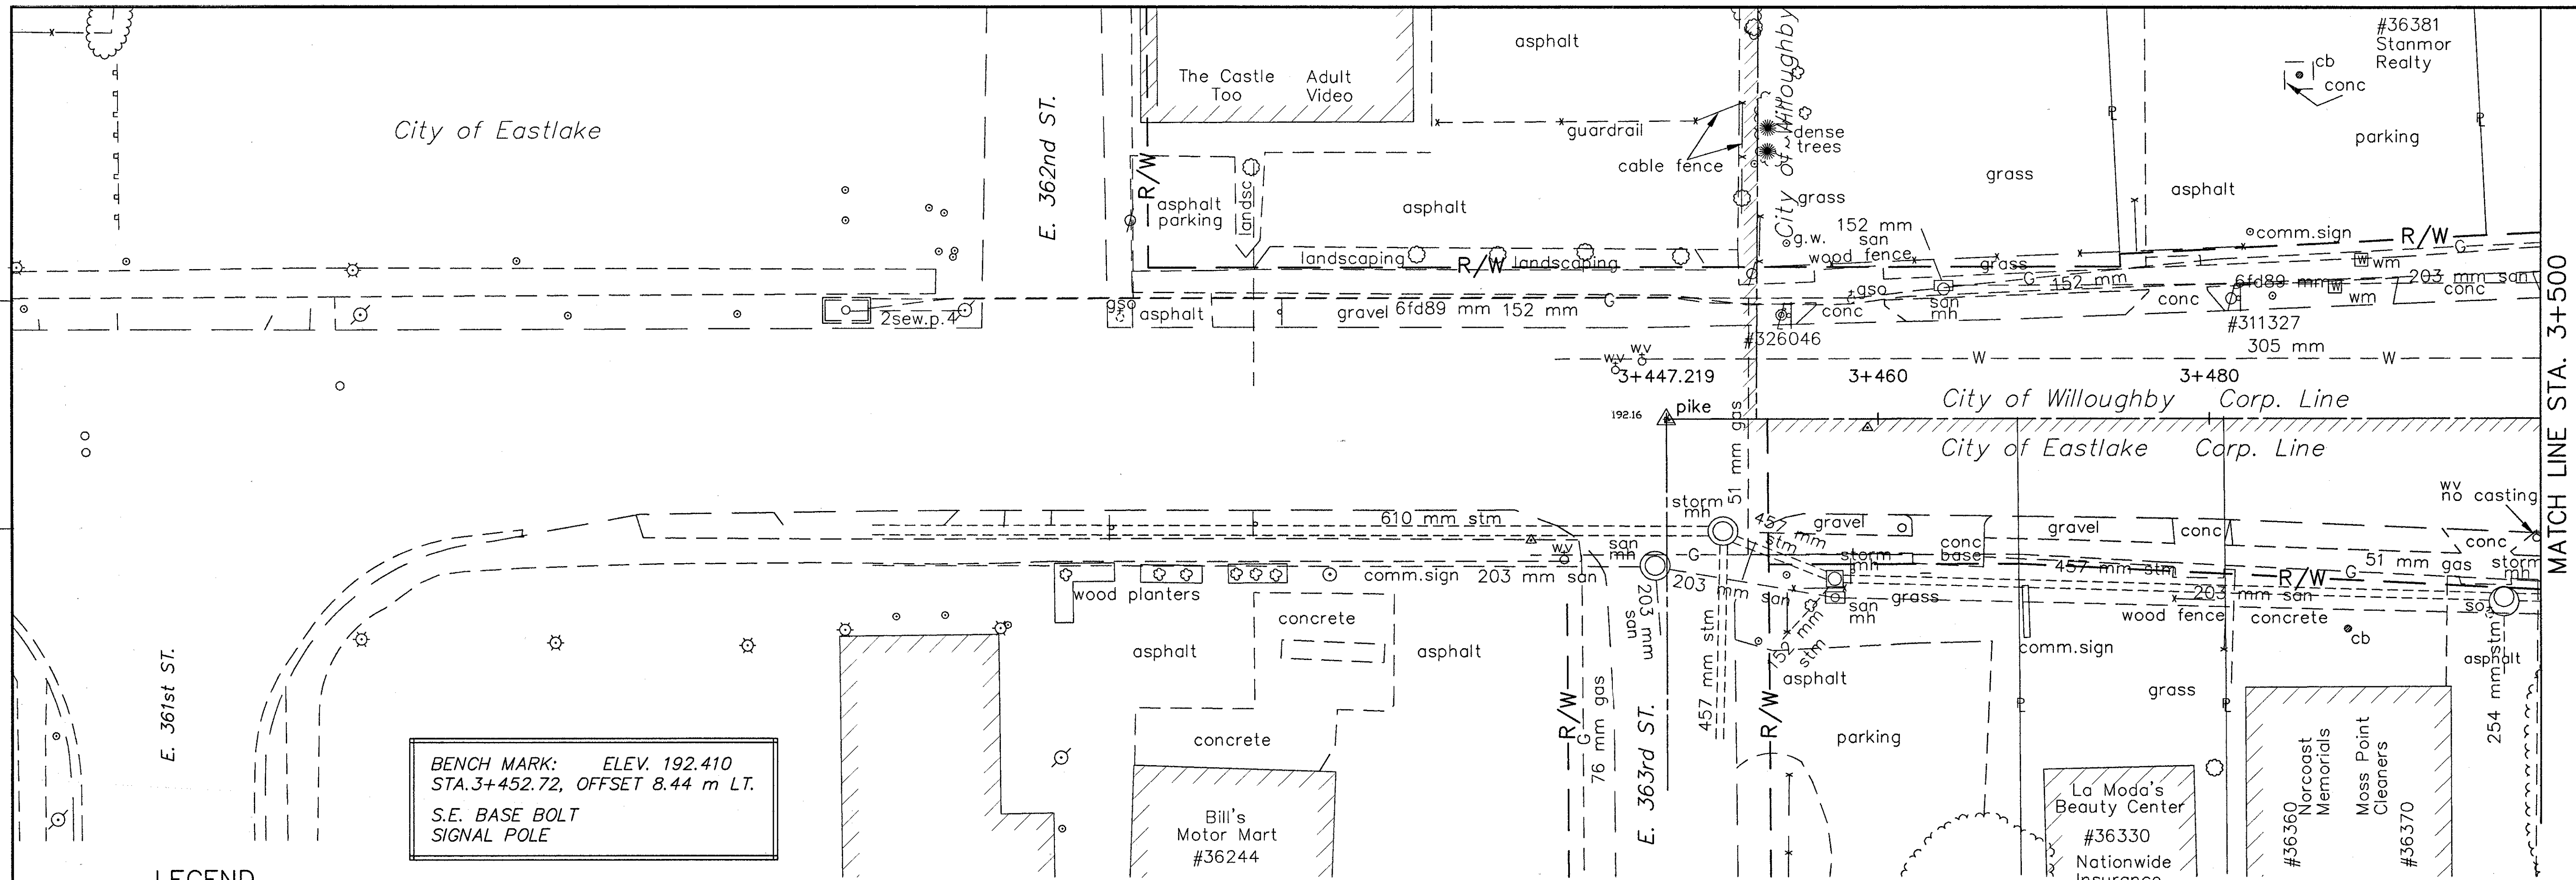 City of Eastlake
E. 362nd ST.
R/W
The Castle Adult
Too Video
asphalt
guardrail
cable fence
City of Willoughby
dense
trees
#36381
Stanmor
Realty
cb
conc
parking
P
P
grass
asphalt
grass
asphalt
parking
landsc
asphalt
152 mm
san
g.w.
wood fence
comm.sign
R/W
G
landscaping
R/W
landscaping
grass
wm
203 mm san
6fd89 mm
152 mm
G
gso
san
mh
conc
wm
conc
2sew.p.4
gso
asphalt
gravel
6fd89 mm
152 mm
G
conc
#326046
#311327
305 mm
wv
wv
W
W
3+447.219
3+460
3+480
MATCH LINE STA. 3+500
192.16
pike
City of Willoughby Corp. Line
City of Eastlake Corp. Line
51 mm gas
wv
no casting
storm
mh
610 mm stm
457 mm
stm
gravel
gravel
conc
conc
storm
mh
wv
san
mh
G
conc
base
storm
mh
457 mm stm
R/W
G
51 mm gas
comm.sign
203 mm san
203 mm san
wood planters
203 mm
san
san
mh
grass
203 mm san
wood fence
concrete
so
cb
457 mm stm
152 mm
stm
comm.sign
concrete
asphalt
asphalt
asphalt
asphalt
254 mm stm
grass
P
P
E. 361st ST.
R/W
G
76 mm gas
E. 363rd ST.
R/W
parking
concrete
BENCH MARK: ELEV. 192.410
STA.3+452.72, OFFSET 8.44 m LT.
S.E. BASE BOLT
SIGNAL POLE
Bill's
Motor Mart
#36244
La Moda's
Beauty Center
#36330
Nationwide
Insurance
#36360
Norcoast
Memorials
Moss Point
Cleaners
#36370
LEGEND